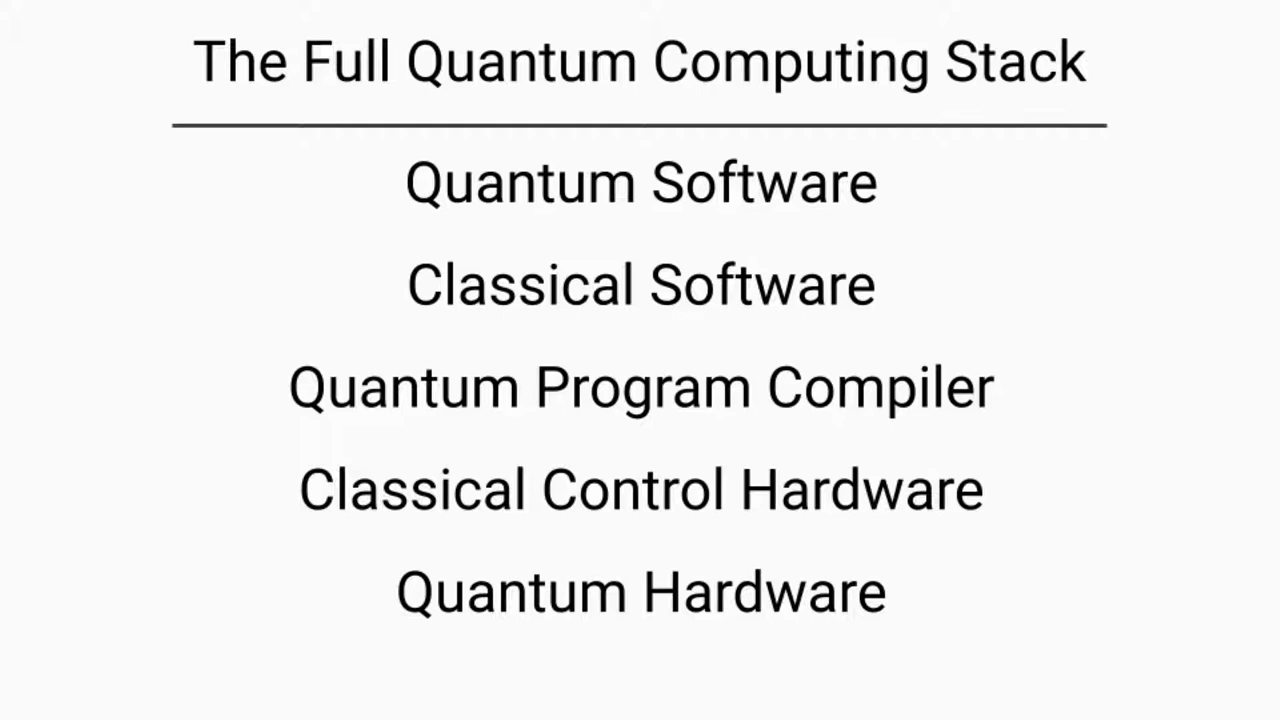 The Full Quantum Computing Stack
Quantum Software
Classical Software
Quantum Program Compiler
Classical Control Hardware
Quantum Hardware